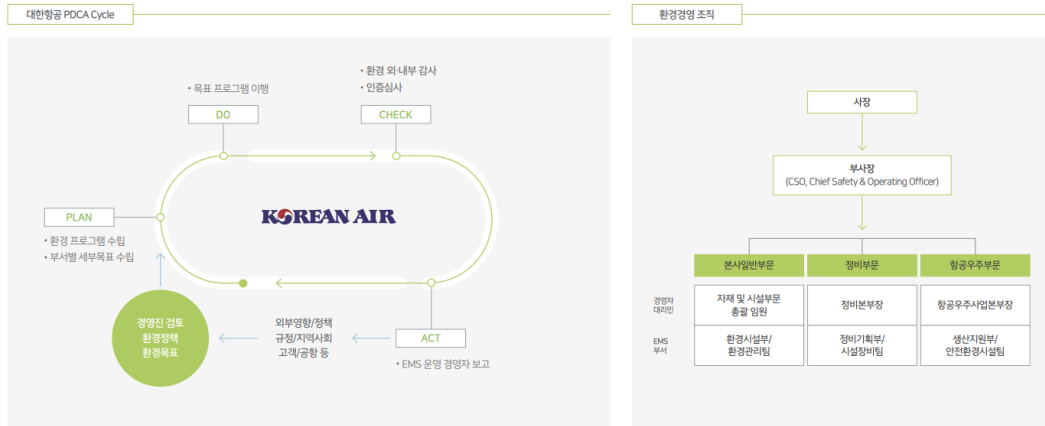 대한항공 PDCA Cycle
• 목표 프로그램 이행
DO
• 환경 외·내부 감사
• 인증심사
CHECK
KOREAN AIR
PLAN
• 환경 프로그램 수립
• 부서별 세부목표 수립
경영진 검토
환경정책
환경목표
외부영향/정책
규정/지역사회
고객/공항 등
ACT
• EMS 운영 경영자 보고
환경경영 조직
사장
부사장
(CSO, Chief Safety & Operating Officer)
본사일반부문 정비부문 항공우주부문
경영자
대리인
자재 및 시설부문
총괄 임원
정비본부장
항공우주사업본부장
EMS
부서
환경시설부/
환경관리팀
정비기획부/
시설장비팀
생산지원부/
안전환경시설팀